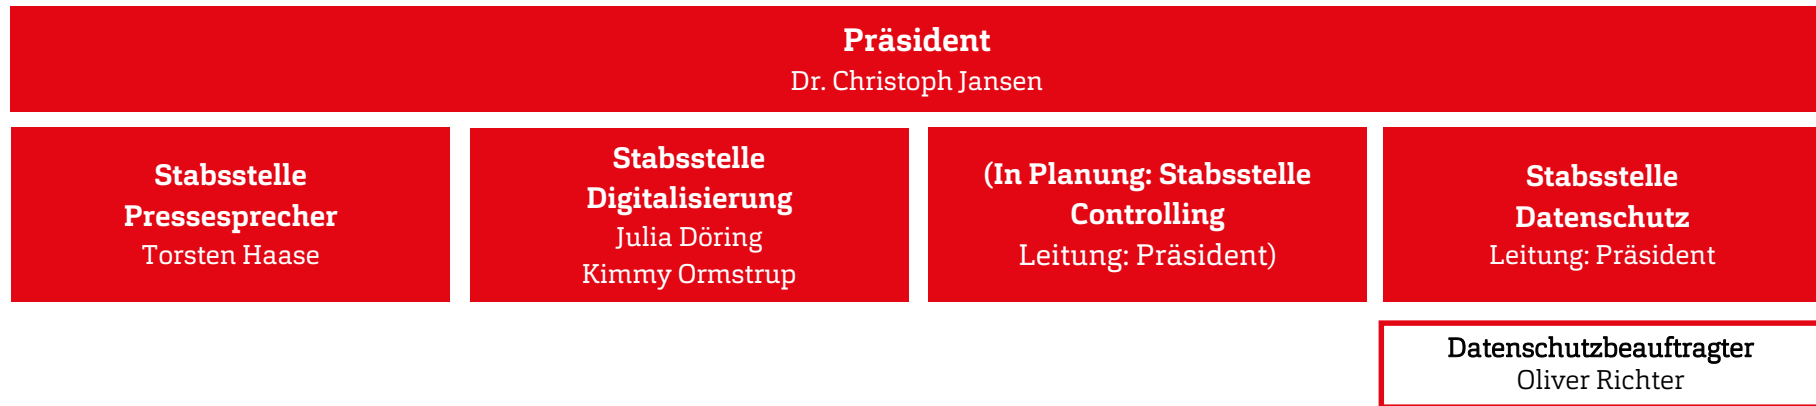 Präsident
Dr. Christoph Jansen
Stabsstelle
Pressesprecher
Torsten Haase
Stabsstelle
Digitalisierung
Julia Döring
Kimmy Ormstrup
(In Planung: Stabsstelle
Controlling
Leitung: Präsident)
Stabsstelle
Datenschutz
Leitung: Präsident
Datenschutzbeauftragter
Oliver Richter